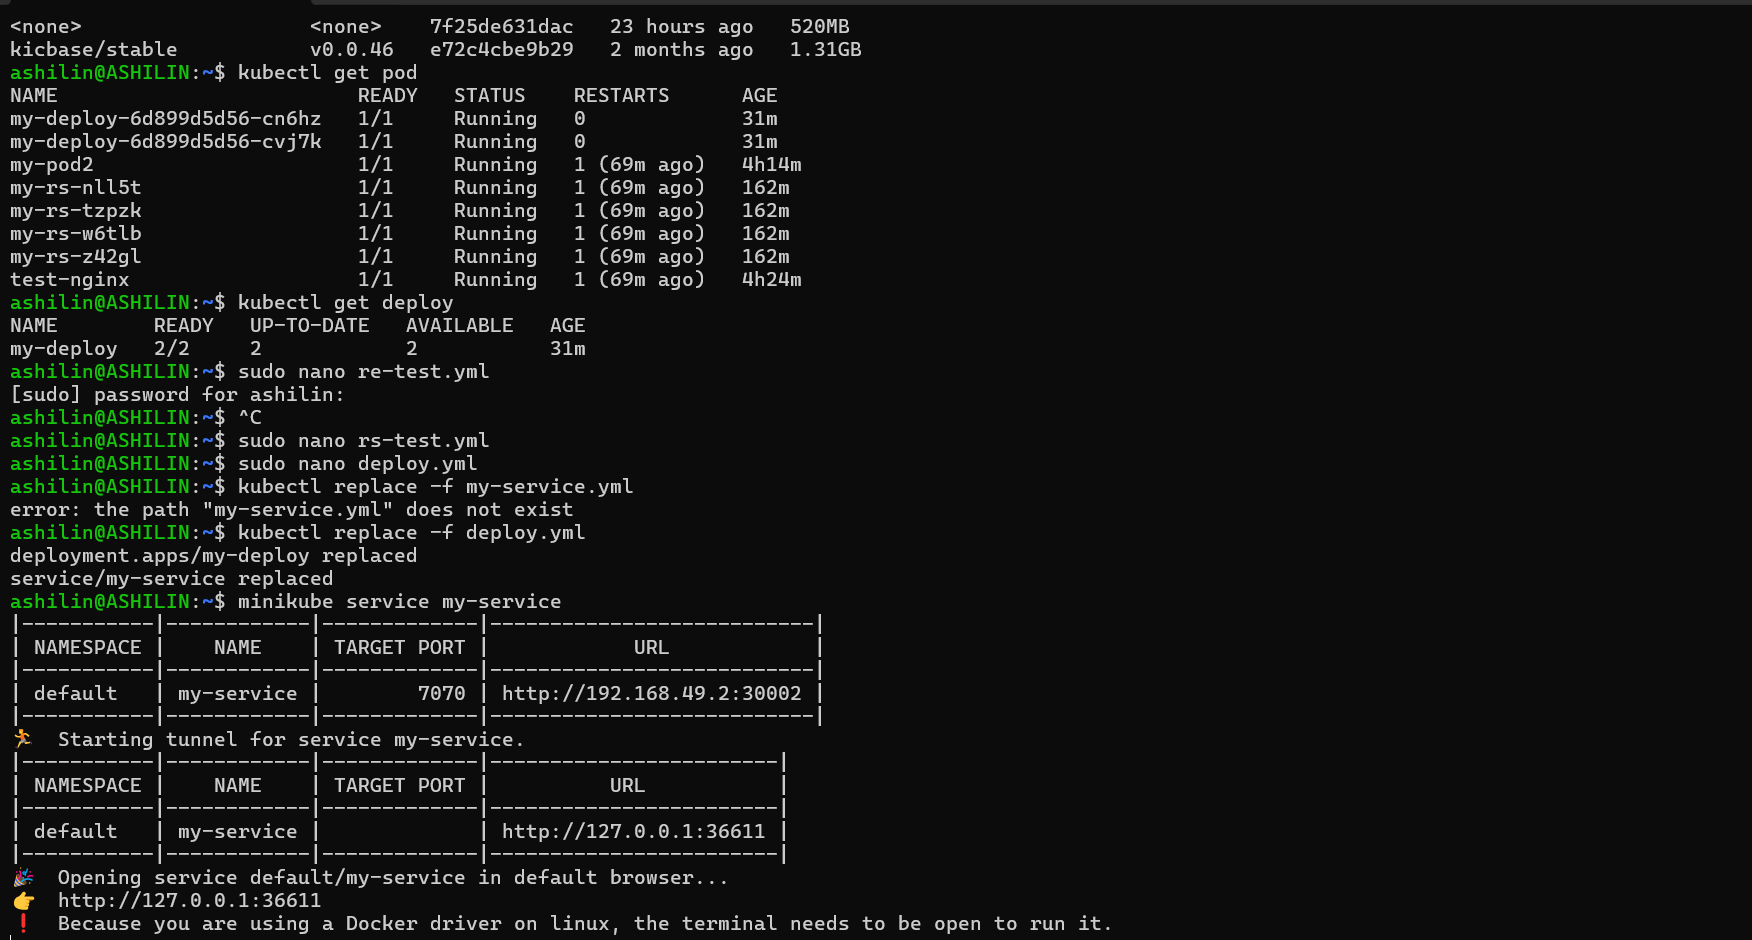 <none>                   <none>    7f25de631dac   23 hours ago   520MB
kicbase/stable           v0.0.46   e72c4cbe9b29   2 months ago   1.31GB
ashilin@ASHILIN:~$ kubectl get pod
NAME                         READY   STATUS    RESTARTS      AGE
my-deploy-6d899d5d56-cn6hz   1/1     Running   0             31m
my-deploy-6d899d5d56-cvj7k   1/1     Running   0             31m
my-pod2                      1/1     Running   1 (69m ago)   4h14m
my-rs-nll5t                  1/1     Running   1 (69m ago)   162m
my-rs-tzpzk                  1/1     Running   1 (69m ago)   162m
my-rs-w6tlb                  1/1     Running   1 (69m ago)   162m
my-rs-z42gl                  1/1     Running   1 (69m ago)   162m
test-nginx                   1/1     Running   1 (69m ago)   4h24m
ashilin@ASHILIN:~$ kubectl get deploy
NAME        READY   UP-TO-DATE   AVAILABLE   AGE
my-deploy   2/2     2            2           31m
ashilin@ASHILIN:~$ sudo nano re-test.yml
[sudo] password for ashilin:
ashilin@ASHILIN:~$ ^C
ashilin@ASHILIN:~$ sudo nano rs-test.yml
ashilin@ASHILIN:~$ sudo nano deploy.yml
ashilin@ASHILIN:~$ kubectl replace -f my-service.yml
error: the path "my-service.yml" does not exist
ashilin@ASHILIN:~$ kubectl replace -f deploy.yml
deployment.apps/my-deploy replaced
service/my-service replaced
ashilin@ASHILIN:~$ minikube service my-service
|-----------|------------|-------------|---------------------------|
| NAMESPACE |    NAME    | TARGET PORT |            URL            |
|-----------|------------|-------------|---------------------------|
| default   | my-service |        7070 | http://192.168.49.2:30002 |
|-----------|------------|-------------|---------------------------|
🏃  Starting tunnel for service my-service.
|-----------|------------|-------------|------------------------|
| NAMESPACE |    NAME    | TARGET PORT |          URL           |
|-----------|------------|-------------|------------------------|
| default   | my-service |             | http://127.0.0.1:36611 |
|-----------|------------|-------------|------------------------|
🎉  Opening service default/my-service in default browser...
👉  http://127.0.0.1:36611
❗  Because you are using a Docker driver on linux, the terminal needs to be open to run it.